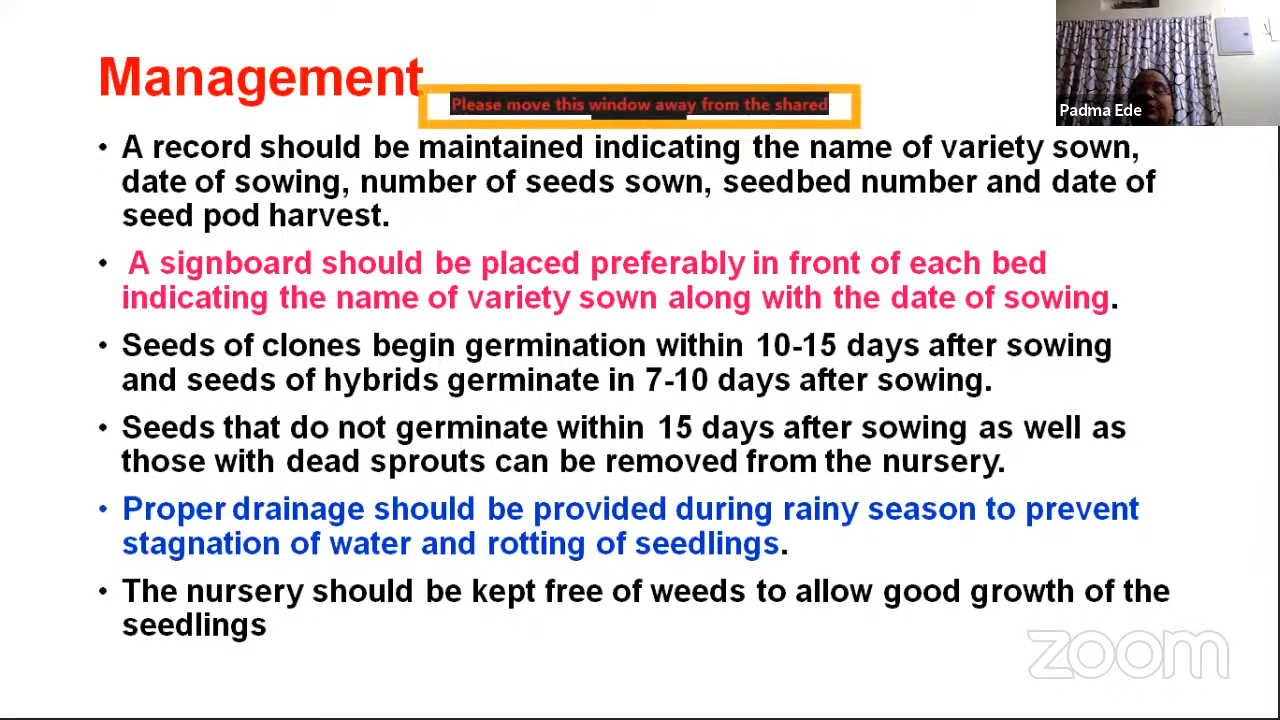 Management
Please move this window away from the shared
Padma Ede
• A record should be maintained indicating the name of variety sown,
date of sowing, number of seeds sown, seedbed number and date of
seed pod harvest.
• A signboard should be placed preferably in front of each bed
indicating the name of variety sown along with the date of sowing.
• Seeds of clones begin germination within 10-15 days after sowing
and seeds of hybrids germinate in 7-10 days after sowing.
• Seeds that do not germinate within 15 days after sowing as well as
those with dead sprouts can be removed from the nursery.
• Proper drainage should be provided during rainy season to prevent
stagnation of water and rotting of seedlings.
• The nursery should be kept free of weeds to allow good growth of the
seedlings
zoom